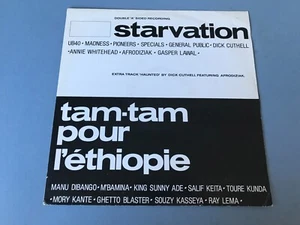 DOUBLE 'A' SIDED RECORDING
starvation
UB40 • MADNESS • PIONEERS • SPECIALS • GENERAL PUBLIC • DICK CUTHELL
• ANNIE WHITEHEAD • AFRODIZIAK • GASPER LAWAL •
EXTRA TRACK 'HAUNTED' BY DICK CUTHELL FEATURING AFRODIZIAK
tam-tam
pour
l'éthiopie
MANU DIBANGO • M'BAMINA • KING SUNNY ADE • SALIF KEITA • TOURE KUNDA
• MORY KANTE • GHETTO BLASTER • SOUZY KASSEYA • RAY LEMA •